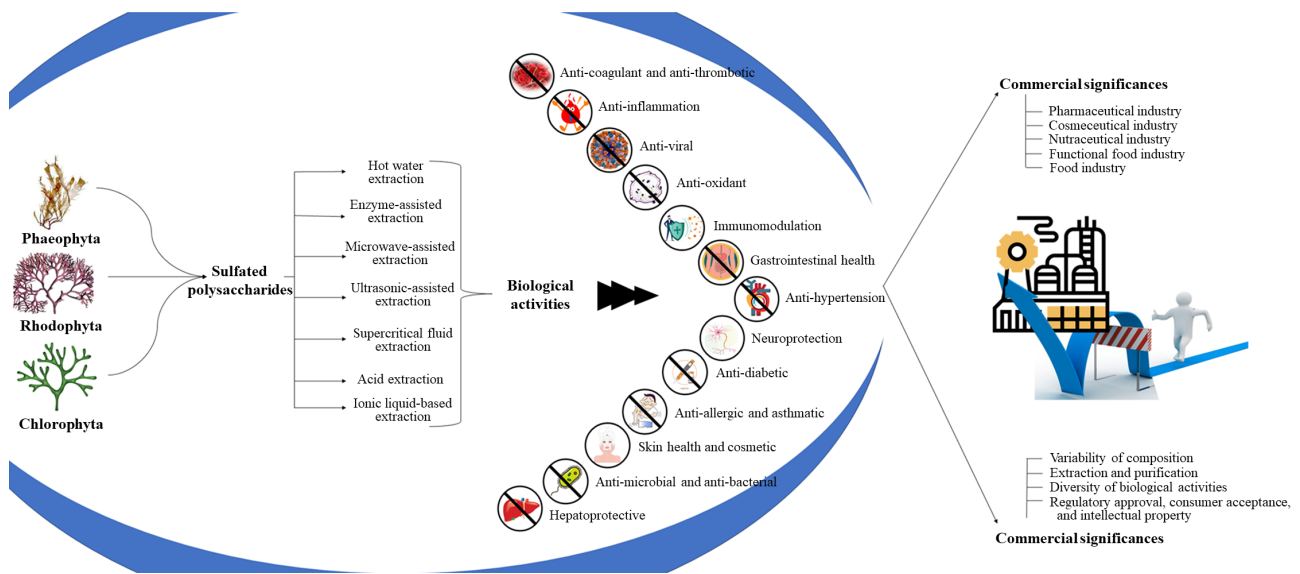 Phaeophyta
Rhodophyta
Chlorophyta
Sulfated
polysaccharides
Hot water
extraction
Enzyme-assisted
extraction
Microwave-assisted
extraction
Ultrasonic-assisted
extraction
Supercritical fluid
extraction
Acid extraction
Ionic liquid-based
extraction
Biological
activities
Anti-coagulant and anti-thrombotic
Anti-inflammation
Anti-viral
Anti-oxidant
Immunomodulation
Gastrointestinal health
Anti-hypertension
Neuroprotection
Anti-diabetic
Anti-allergic and asthmatic
Skin health and cosmetic
Anti-microbial and anti-bacterial
Hepatoprotective
Commercial significances
Pharmaceutical industry
Cosmeceutical industry
Nutraceutical industry
Functional food industry
Food industry
Variability of composition
Extraction and purification
Diversity of biological activities
Regulatory approval, consumer acceptance,
and intellectual property
Commercial significances